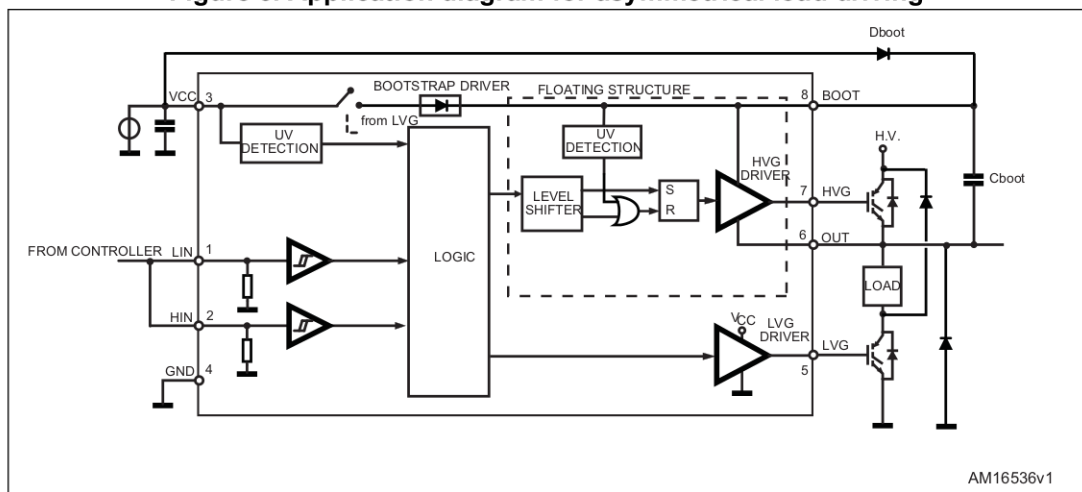 Figure Application diagram for asymmetrical load driving
Dboot
BOOTSTRAP DRIVER
FLOATING STRUCTURE
VCC 3
8 BOOT
from LVG
UV DETECTION
UV DETECTION
H.V.
HVG DRIVER
Cboot
7 HVG
LEVEL SHIFTER
S
R
6 OUT
FROM CONTROLLER LIN 1
LOGIC
LOAD
HIN 2
VCC
LVG DRIVER
LVG
5
GND 4
AM16536v1